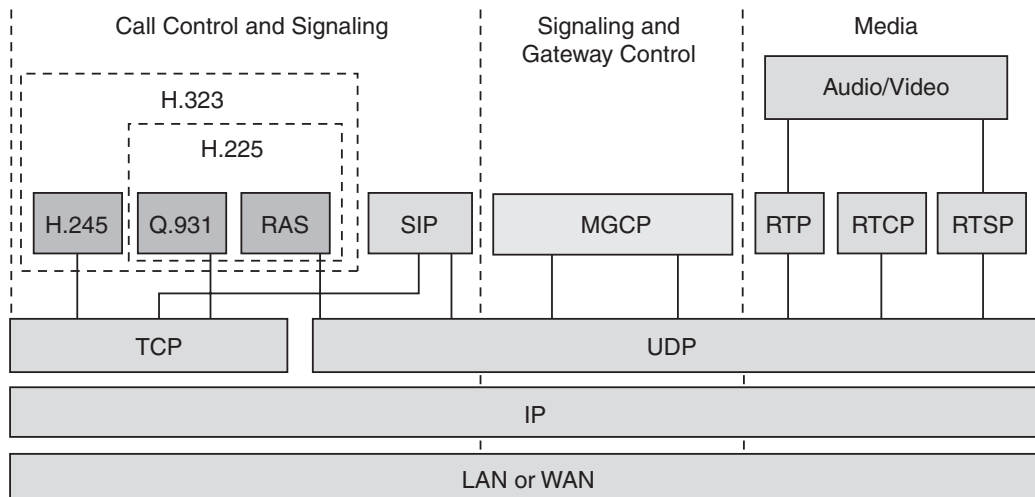 Call Control and Signaling
Signaling and
Gateway Control
Media
Audio/Video
H.323
H.225
H.245
Q.931
RAS
SIP
MGCP
RTP
RTCP
RTSP
TCP
UDP
IP
LAN or WAN